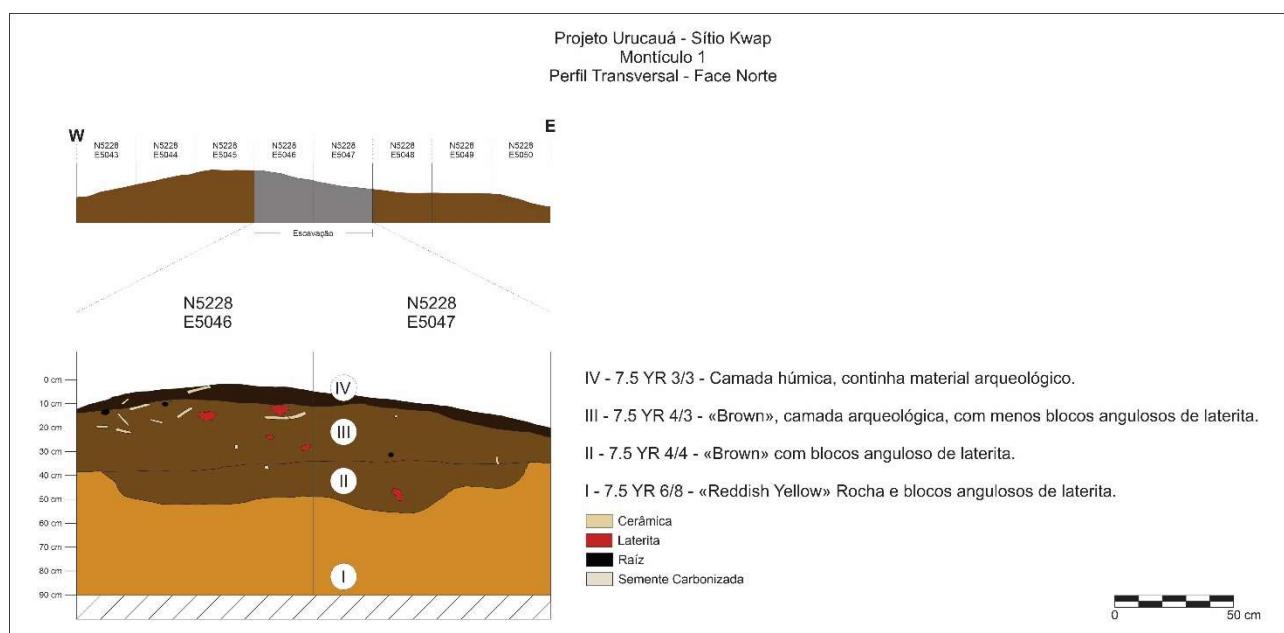 Projeto Urucauá - Sítio Kwap
Montículo 1
Perfil Transversal - Face Norte
W
E
N5228 N5228 N5228 N5228 N5228 N5228 N5228 N5228
E5043 E5044 E5045 E5046 E5047 E5048 E5049 E5050
Escavação
N5228 N5228
E5046 E5047
0 cm
10 cm
20 cm
30 cm
40 cm
50 cm
60 cm
70 cm
80 cm
90 cm
IV
III
II
I
IV - 7.5 YR 3/3 - Camada húmica, continha material arqueológico.
III - 7.5 YR 4/3 - «Brown», camada arqueológica, com menos blocos angulosos de laterita.
II - 7.5 YR 4/4 - «Brown» com blocos anguloso de laterita.
I - 7.5 YR 6/8 - «Reddish Yellow» Rocha e blocos angulosos de laterita.
Cerâmica
Laterita
Raíz
Semente Carbonizada
0 50 cm